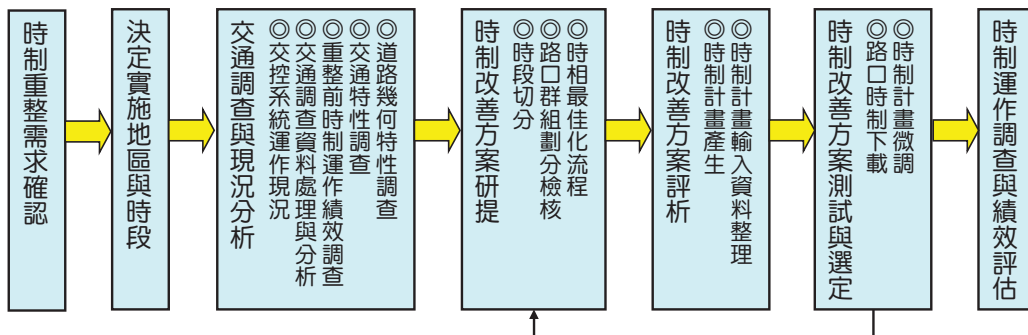 時制重整需求確認
決定實施地區與時段
交通調查與現況分析
◎交控系統運作現況
◎交通調查資料處理與分析
◎重整前時制運作績效調查
◎交通特性調查
◎道路幾何特性調查
時制改善方案研提
◎時段切分
◎路口群組劃分檢核
◎時相最佳化流程
時制改善方案評析
◎時制計畫產生
◎時制計畫輸入資料整理
時制改善方案測試與選定
◎路口時制下載
◎時制計畫微調
時制運作調查與績效評估